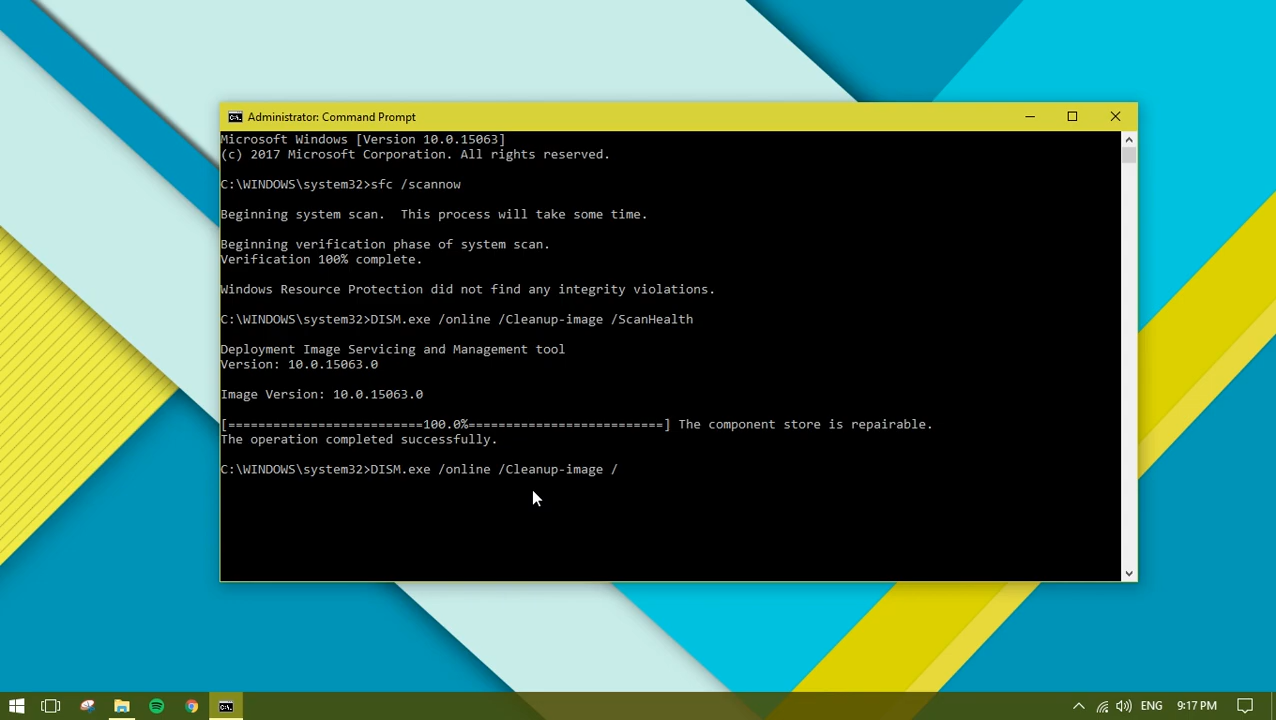 Administrator: Command Prompt
Microsoft Windows [Version 10.0.15063]
(c) 2017 Microsoft Corporation. All rights reserved.
C:\WINDOWS\system32>sfc /scannow
Beginning system scan.  This process will take some time.
Beginning verification phase of system scan.
Verification 100% complete.
Windows Resource Protection did not find any integrity violations.
C:\WINDOWS\system32>DISM.exe /online /Cleanup-image /ScanHealth
Deployment Image Servicing and Management tool
Version: 10.0.15063.0
Image Version: 10.0.15063.0
[==========================100.0%==========================] The component store is repairable.
The operation completed successfully.
C:\WINDOWS\system32>DISM.exe /online /Cleanup-image /
ENG 9:17 PM